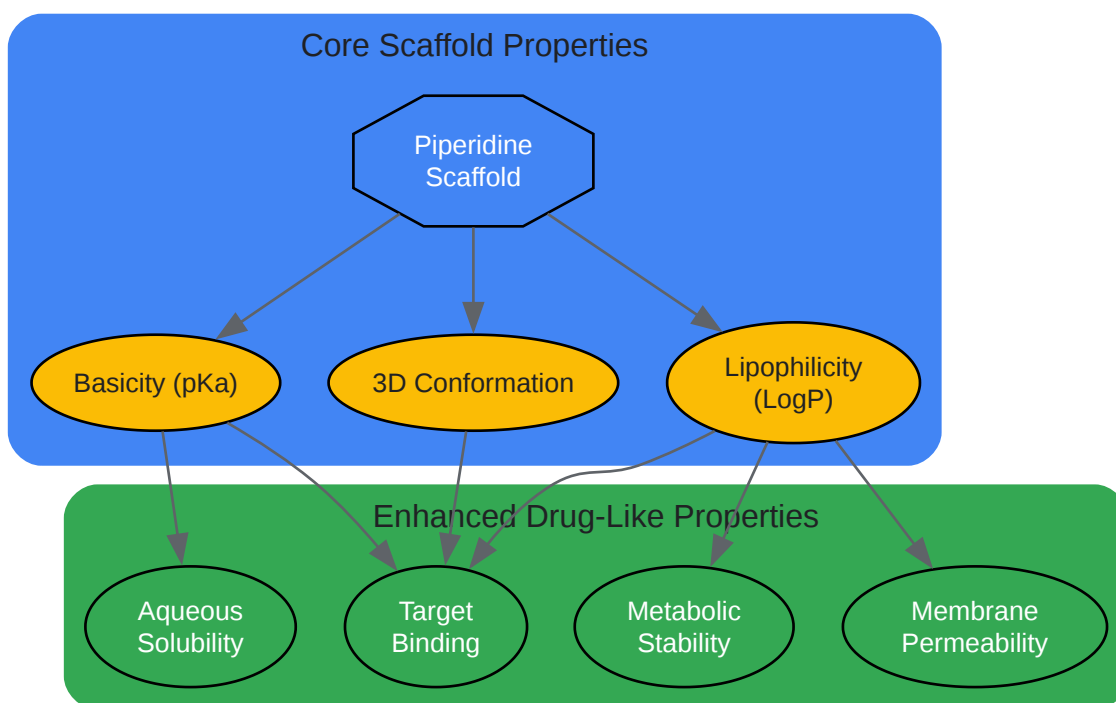 Core Scaffold Properties
Piperidine
Scaffold
Basicity (pKa)
3D Conformation
Lipophilicity
(LogP)
Enhanced Drug-Like Properties
Aqueous
Solubility
Target
Binding
Metabolic
Stability
Membrane
Permeability